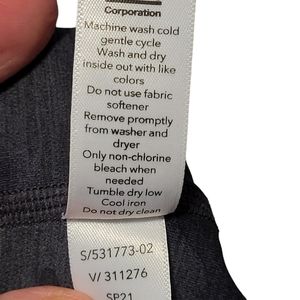 Corporation
Machine wash cold
gentle cycle
Wash and dry
inside out with like
colors
Do not use fabric
softener
Remove promptly
from washer and
dryer
Only non-chlorine
bleach when
needed
Tumble dry low
Cool iron
Do not dry clean
S/531773-02
V/ 311276
SP21